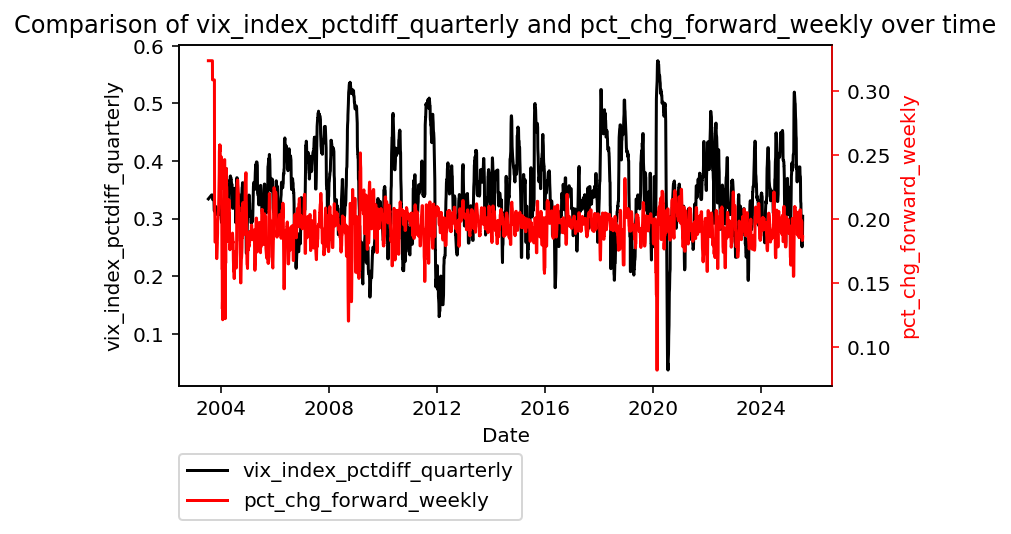 Comparison of vix_index_pctdiff_quarterly and pct_chg_forward_weekly over time
vix_index_pctdiff_quarterly
0.6
0.5
0.4
0.3
0.2
0.1
0.30
0.25
0.20
0.15
0.10
pct_chg_forward_weekly
2004 2008 2012 2016 2020 2024
Date
vix_index_pctdiff_quarterly
pct_chg_forward_weekly